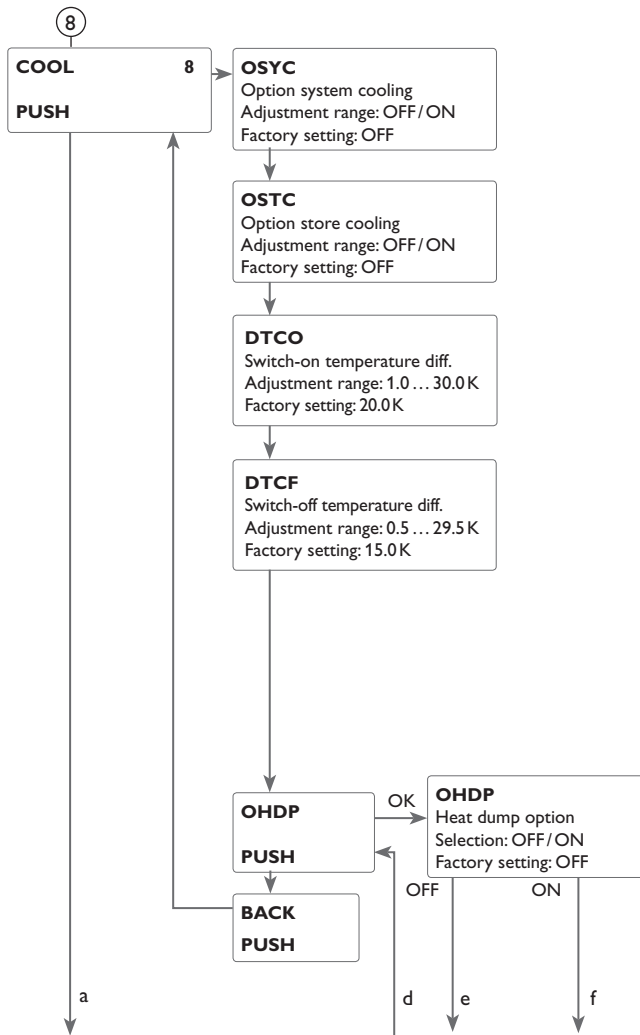 8
COOL 8
PUSH
OSYC
Option system cooling
Adjustment range: OFF / ON
Factory setting: OFF
OSTC
Option store cooling
Adjustment range: OFF / ON
Factory setting: OFF
DTCO
Switch-on temperature diff.
Adjustment range: 1.0 … 30.0 K
Factory setting: 20.0 K
DTCF
Switch-off temperature diff.
Adjustment range: 0.5 … 29.5 K
Factory setting: 15.0 K
OHDP
PUSH
OK
OHDP
Heat dump option
Selection: OFF / ON
Factory setting: OFF
OFF ON
BACK
PUSH
a d e f